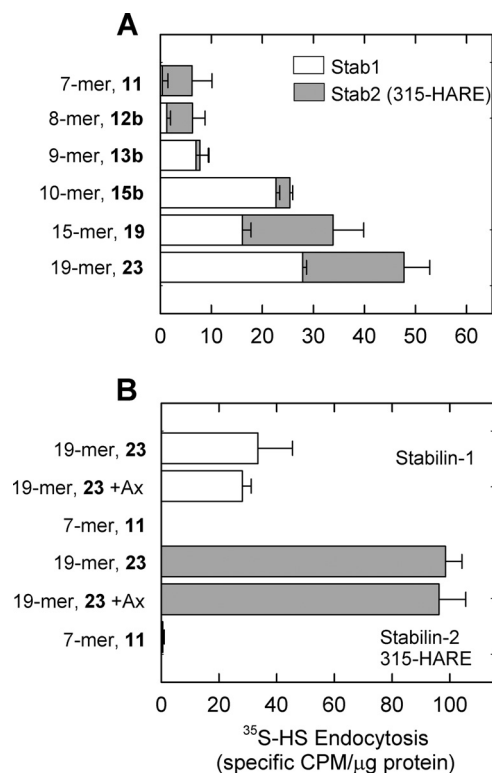 A
Stab1
Stab2 (315-HARE)
7-mer, 11
8-mer, 12b
9-mer, 13b
10-mer, 15b
15-mer, 19
19-mer, 23
0 10 20 30 40 50 60
B
Stabilin-1
19-mer, 23
19-mer, 23 +Ax
7-mer, 11
19-mer, 23
19-mer, 23 +Ax
7-mer, 11
Stabilin-2
315-HARE
0 20 40 60 80 100
³⁵S-HS Endocytosis
(specific CPM/µg protein)